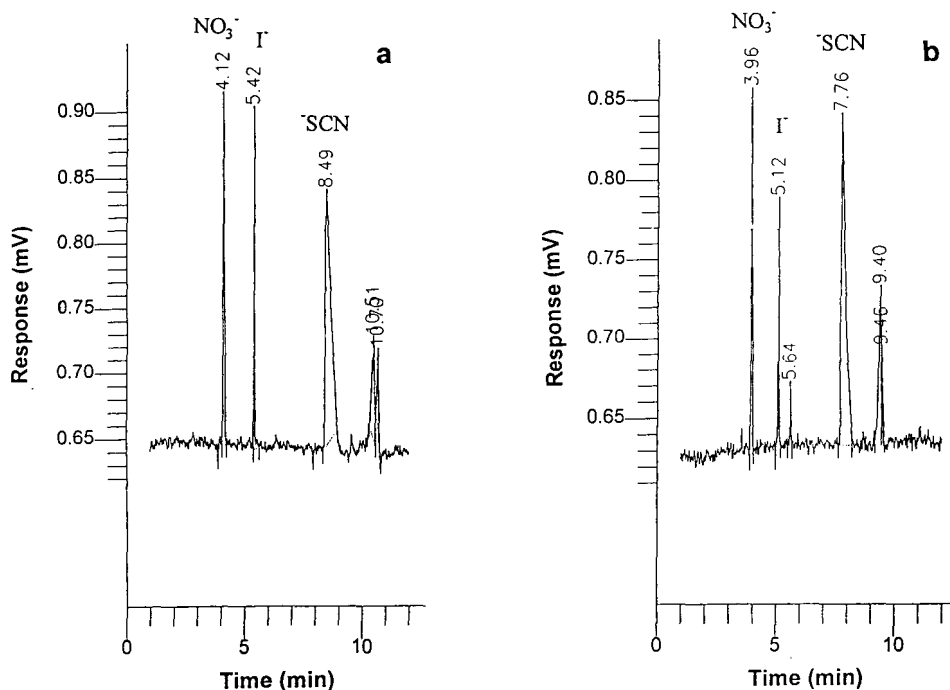 NO₃⁻
I⁻
a
4.12
5.42
⁻SCN
8.49
10.70
0.90
0.85
0.80
0.75
0.70
0.65
Response (mV)
0
5
10
Time (min)
NO₃⁻
⁻SCN
b
3.96
7.76
I⁻
5.12
5.64
9.40
9.46
0.85
0.80
0.75
0.70
0.65
Response (mV)
0
5
10
Time (min)